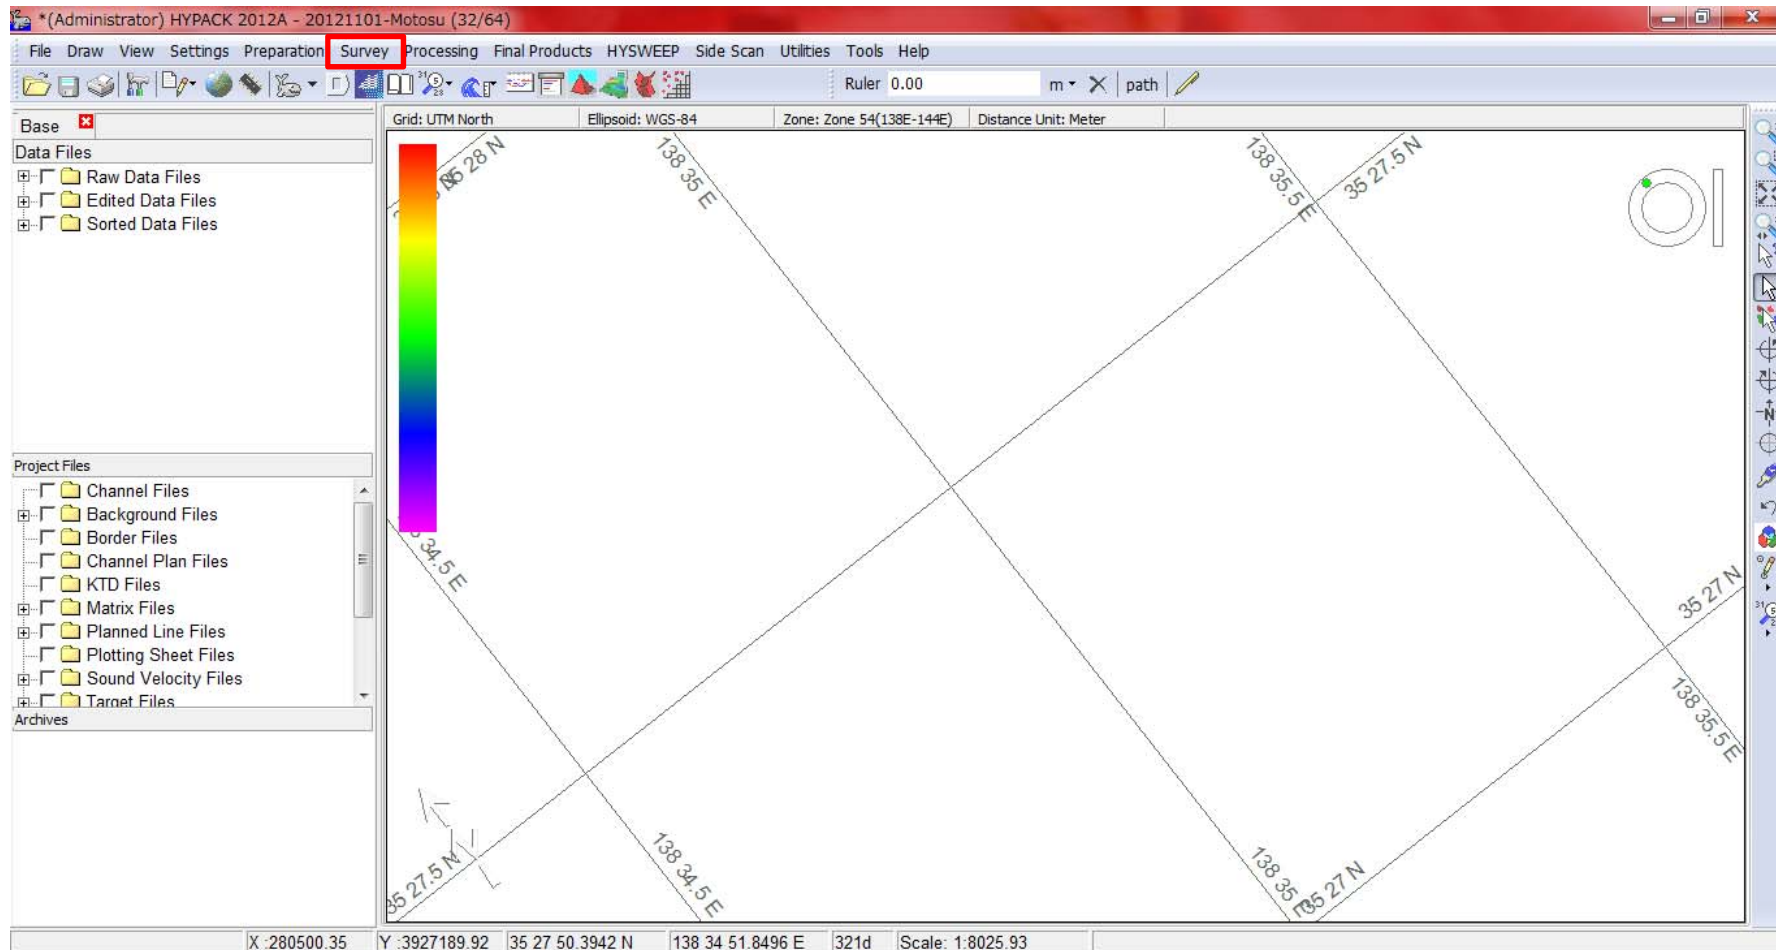 *(Administrator) HYPACK 2012A - 20121101-Motosu (32/64)
File Draw View Settings Preparation Survey Processing Final Products HYSWEEP Side Scan Utilities Tools Help
Ruler 0.00 m path
Base
Grid: UTM North Ellipsoid: WGS-84 Zone: Zone 54(138E-144E) Distance Unit: Meter
Data Files
Raw Data Files
Edited Data Files
Sorted Data Files
Project Files
Channel Files
Background Files
Border Files
Channel Plan Files
KTD Files
Matrix Files
Planned Line Files
Plotting Sheet Files
Sound Velocity Files
Target Files
Archives
28 N
138 35 E
138 35.5 E
35 27.5 N
34.5 E
35 27 N
138 35.5 E
35 27.5 N
138 34.5 E
138 35 E
35 27 N
N
X :280500.35 Y :3927189.92 35 27 50.3942 N 138 34 51.8496 E 321d Scale: 1:8025.93